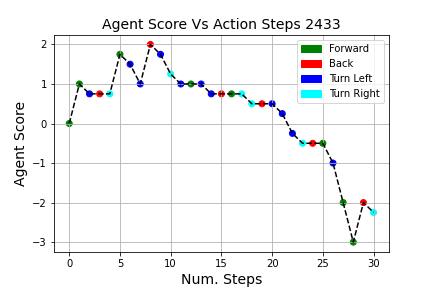 Agent Score Vs Action Steps 2433
Forward
Back
Turn Left
Turn Right
2
1
0
−1
−2
−3
Agent Score
0 5 10 15 20 25 30
Num. Steps